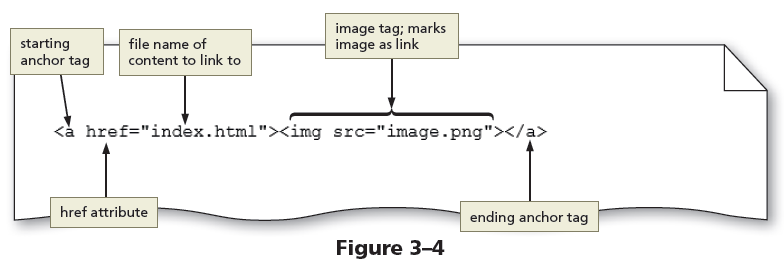 starting
anchor tag
file name of
content to link to
image tag; marks
image as link
<a href="index.html"><img src="image.png"></a>
href attribute
ending anchor tag
Figure 3–4